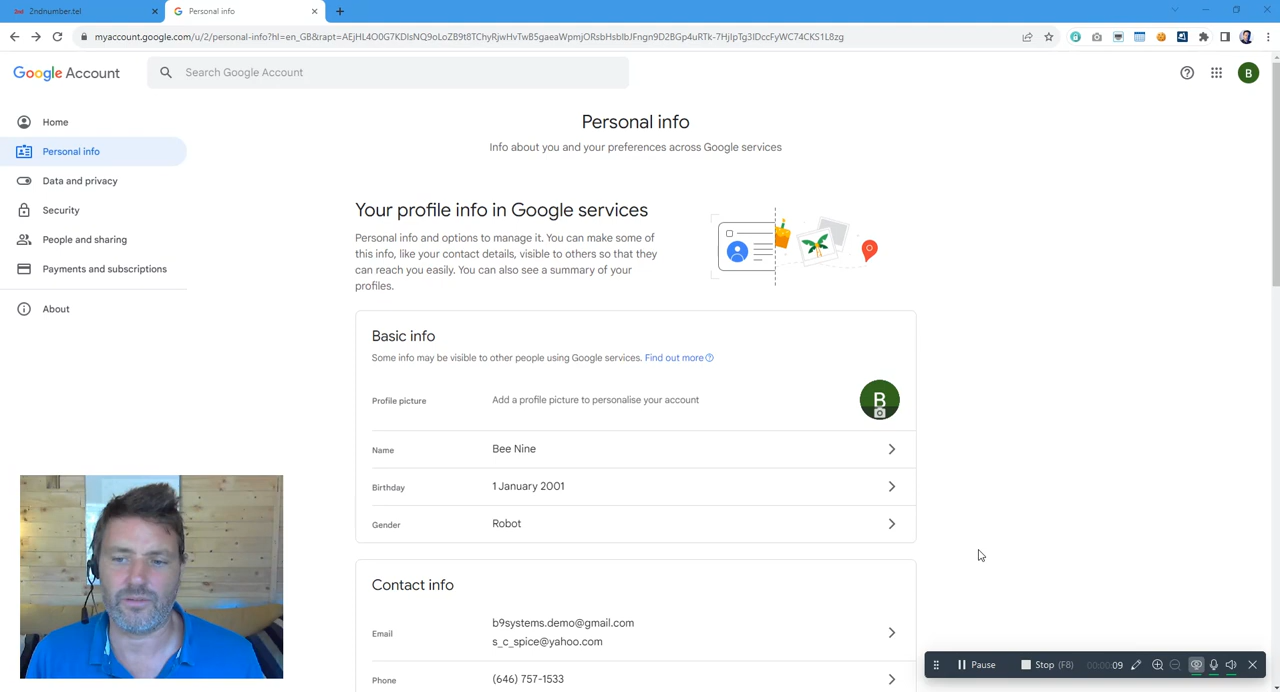 2ndnumber.tel
Personal info
myaccount.google.com/u/2/personal-info?hl=en_GB&rapt=AEjHL4O0G7KDlsNQ9oLoZB9t8TChyRjwHvTwB5gaeaWpmjORsbHsbIbJFngn9D2BGp4uRTk-7HjIpTg3IDccFyWC74CKS1L8zg
Google Account
Search Google Account
B
Home
Personal info
Data and privacy
Security
People and sharing
Payments and subscriptions
About
Personal info
Info about you and your preferences across Google services
Your profile info in Google services
Personal info and options to manage it. You can make some of
this info, like your contact details, visible to others so that they
can reach you easily. You can also see a summary of your
profiles.
Basic info
Some info may be visible to other people using Google services. Find out more
Profile picture Add a profile picture to personalise your account B
Name Bee Nine
Birthday 1 January 2001
Gender Robot
Contact info
Email b9systems.demo@gmail.com
s_c_spice@yahoo.com
Phone (646) 757-1533
Pause Stop (F8) 00:00:09